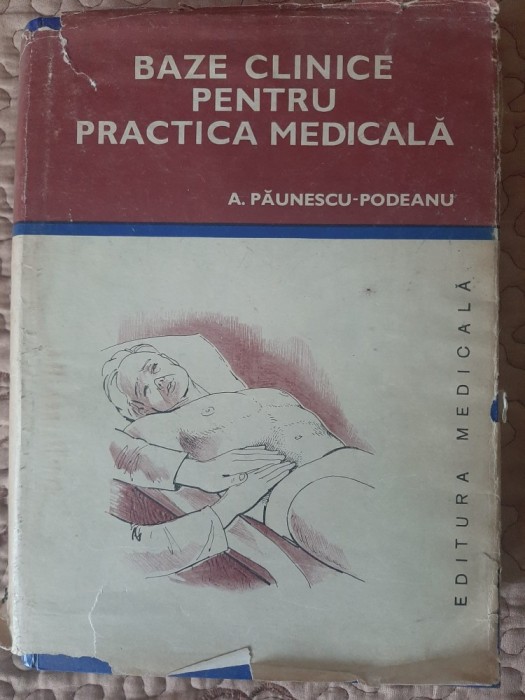 BAZE CLINICE
PENTRU
PRACTICA MEDICALĂ
A. PĂUNESCU-PODEANU
EDITURA MEDICALĂ